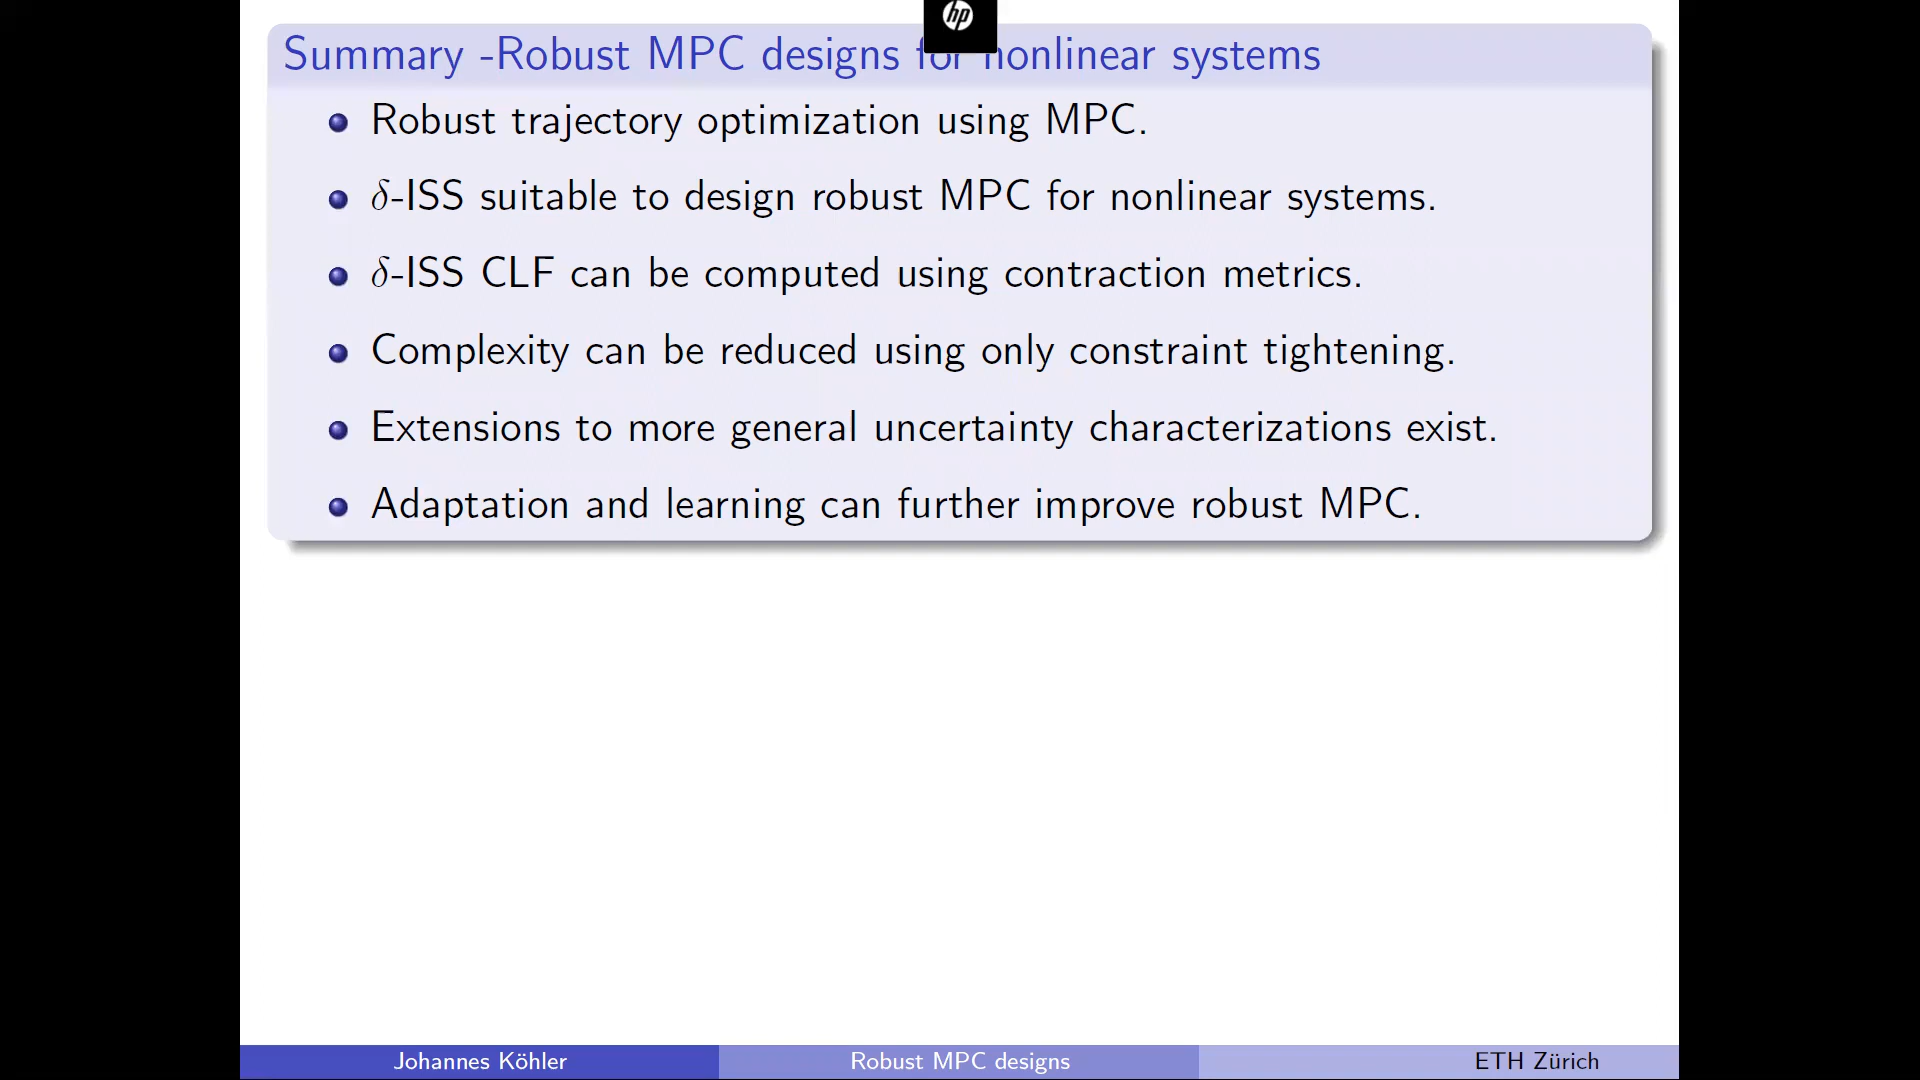 hp
Summary -Robust MPC designs for nonlinear systems
Robust trajectory optimization using MPC.
δ-ISS suitable to design robust MPC for nonlinear systems.
δ-ISS CLF can be computed using contraction metrics.
Complexity can be reduced using only constraint tightening.
Extensions to more general uncertainty characterizations exist.
Adaptation and learning can further improve robust MPC.
Johannes Köhler
Robust MPC designs
ETH Zürich